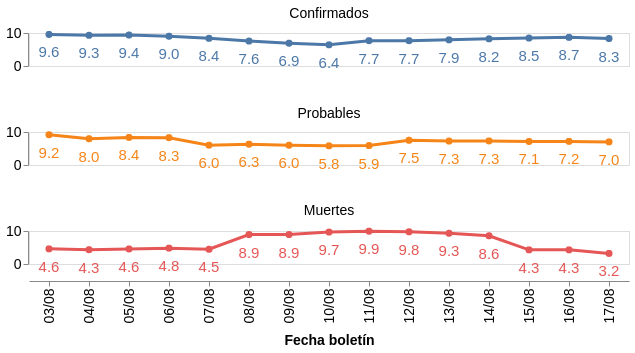 Confirmados
10
0
9.6 9.3 9.4 9.0 8.4 7.6 6.9 6.4 7.7 7.7 7.9 8.2 8.5 8.7 8.3
Probables
10
0
9.2 8.0 8.4 8.3 6.0 6.3 6.0 5.8 5.9 7.5 7.3 7.3 7.1 7.2 7.0
Muertes
10
0
4.6 4.3 4.6 4.8 4.5 8.9 8.9 9.7 9.9 9.8 9.3 8.6 4.3 4.3 3.2
03/08 04/08 05/08 06/08 07/08 08/08 09/08 10/08 11/08 12/08 13/08 14/08 15/08 16/08 17/08
Fecha boletín